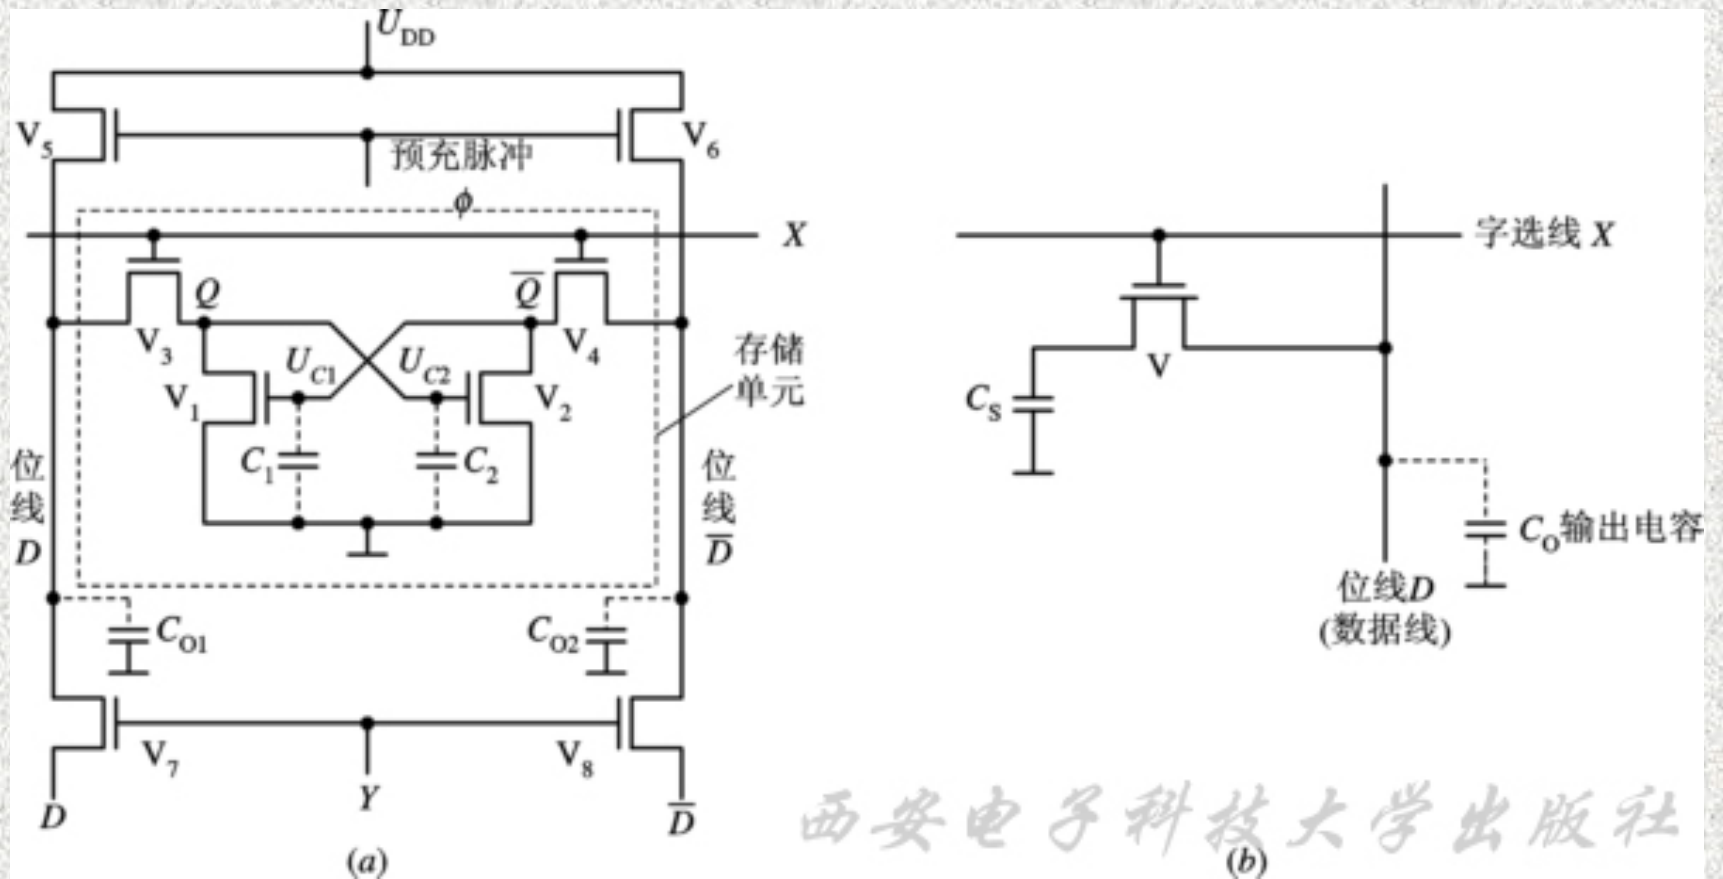 U_DD
V_5
V_6
预充脉冲
ϕ
X
Q
Q̅
V_3
V_4
U_C1
U_C2
V_1
V_2
C_1
C_2
存储
单元
位
线
D
位
线
D̅
C_O1
C_O2
V_7
V_8
D
Y
D̅
(a)
字选线 X
V
C_S
C_O输出电容
位线D
(数据线)
(b)
西安电子科技大学出版社